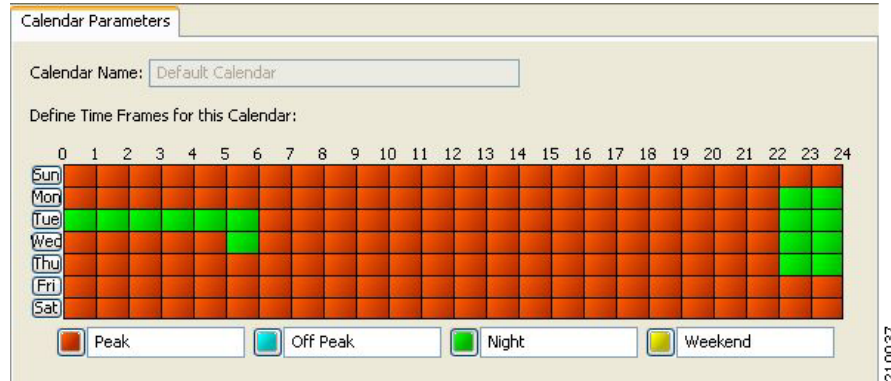 Calendar Parameters
Calendar Name: Default Calendar
Define Time Frames for this Calendar:
0 1 2 3 4 5 6 7 8 9 10 11 12 13 14 15 16 17 18 19 20 21 22 23 24
Sun
Mon
Tue
Wed
Thu
Fri
Sat
Peak Off Peak Night Weekend